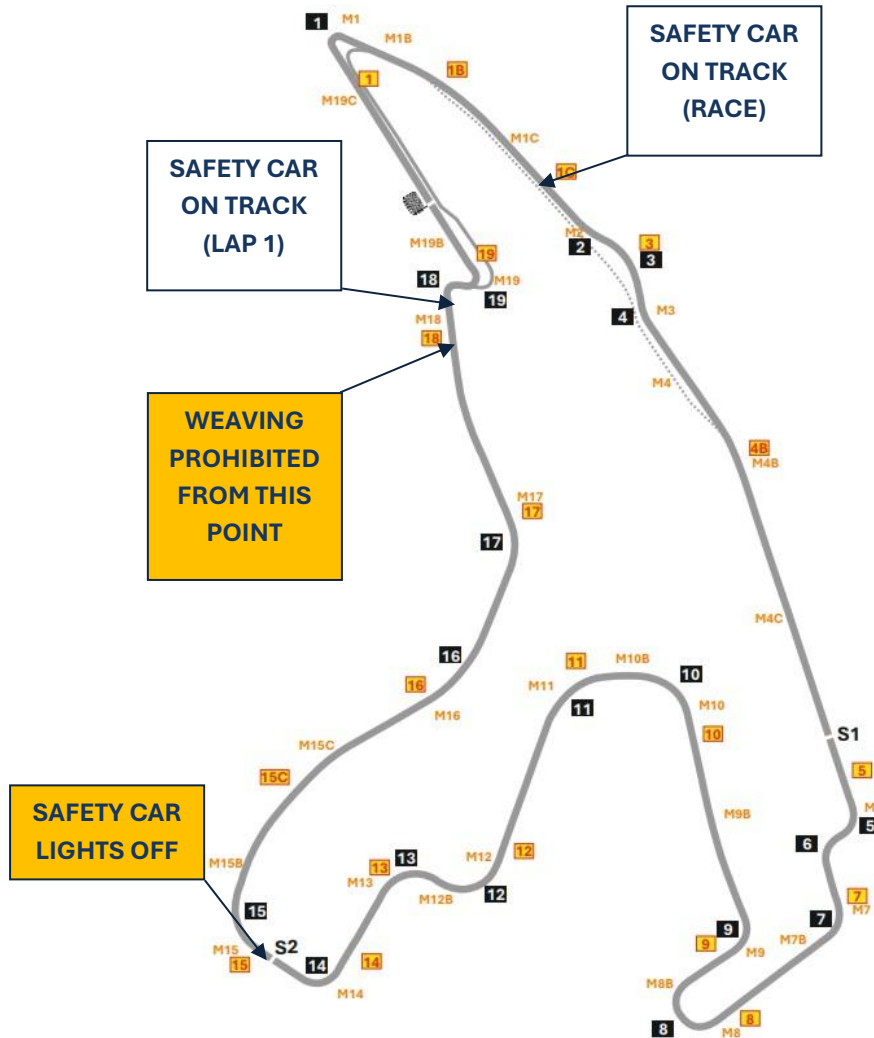 1
M1
M1B
1
1B
M19C
M1C
1C
SAFETY CAR
ON TRACK
(RACE)
SAFETY CAR
ON TRACK
(LAP 1)
M19B
19
M19
18
19
M18
18
M2
2
3
3
4
M3
M4
4B
M4B
WEAVING
PROHIBITED
FROM THIS
POINT
M17
17
17
M4C
16
16
M16
11
M10B
10
M11
11
M10
10
S1
5
M
5
6
M15C
15C
SAFETY CAR
LIGHTS OFF
M9B
M15B
13
13
M13
M12
12
M12B
12
15
M15
15
S2
14
14
M14
7
M7
7
M7B
9
9
M9
M8B
8
M8
8